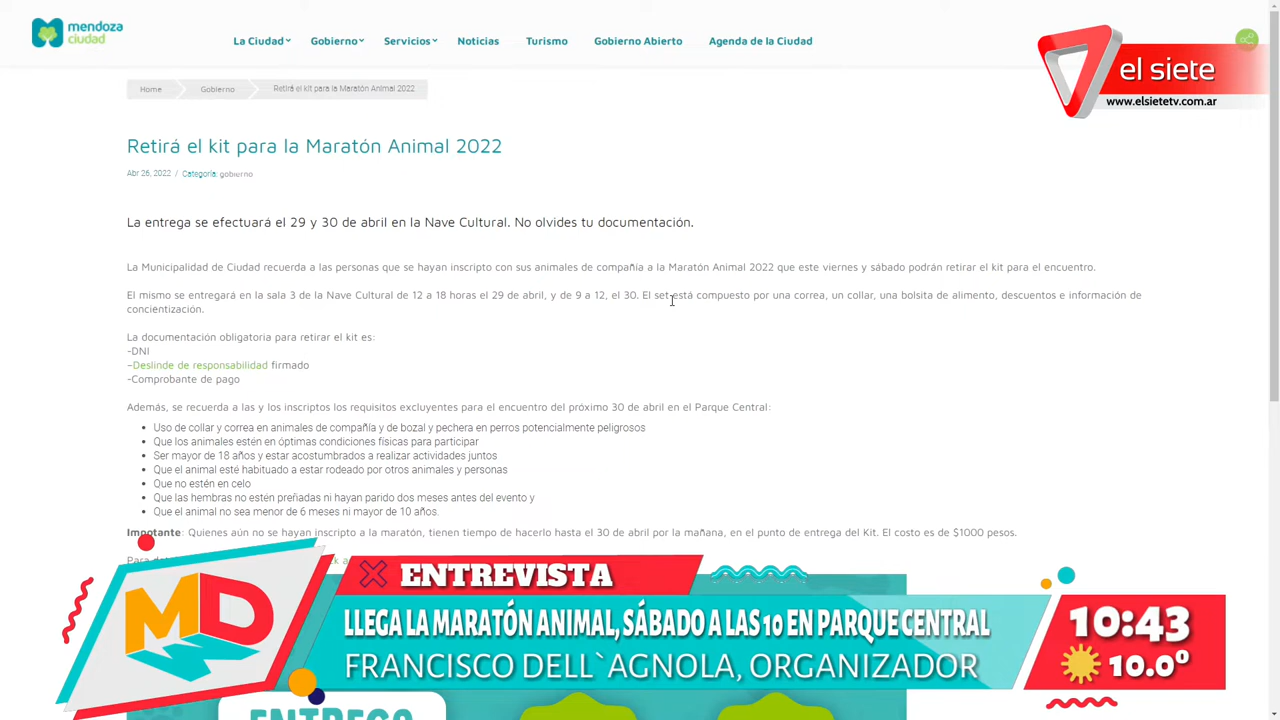 mendoza
ciudad
La Ciudad
Gobierno
Servicios
Noticias
Turismo
Gobierno Abierto
Agenda de la Ciudad
el siete
www.elsietetv.com.ar
Home
Gobierno
Retirá el kit para la Maratón Animal 2022
Retirá el kit para la Maratón Animal 2022
Abr 26, 2022 / Categoría: gobierno
La entrega se efectuará el 29 y 30 de abril en la Nave Cultural. No olvides tu documentación.
La Municipalidad de Ciudad recuerda a las personas que se hayan inscripto con sus animales de compañía a la Maratón Animal 2022 que este viernes y sábado podrán retirar el kit para el encuentro.
El mismo se entregará en la sala 3 de la Nave Cultural de 12 a 18 horas el 29 de abril, y de 9 a 12, el 30. El set está compuesto por una correa, un collar, una bolsita de alimento, descuentos e información de
concientización.
La documentación obligatoria para retirar el kit es:
-DNI
–Deslinde de responsabilidad firmado
-Comprobante de pago
Además, se recuerda a las y los inscriptos los requisitos excluyentes para el encuentro del próximo 30 de abril en el Parque Central:
• Uso de collar y correa en animales de compañía y de bozal y pechera en perros potencialmente peligrosos
• Que los animales estén en óptimas condiciones físicas para participar
• Ser mayor de 18 años y estar acostumbrados a realizar actividades juntos
• Que el animal esté habituado a estar rodeado por otros animales y personas
• Que no estén en celo
• Que las hembras no estén preñadas ni hayan parido dos meses antes del evento y
• Que el animal no sea menor de 6 meses ni mayor de 10 años.
Impotante: Quienes aún no se hayan inscripto a la maratón, tienen tiempo de hacerlo hasta el 30 de abril por la mañana, en el punto de entrega del Kit. El costo es de $1000 pesos.
Para
MD
ENTREVISTA
LLEGA LA MARATÓN ANIMAL, SÁBADO A LAS 10 EN PARQUE CENTRAL
FRANCISCO DELL`AGNOLA, ORGANIZADOR
10:43
10.0º
ENTREGA